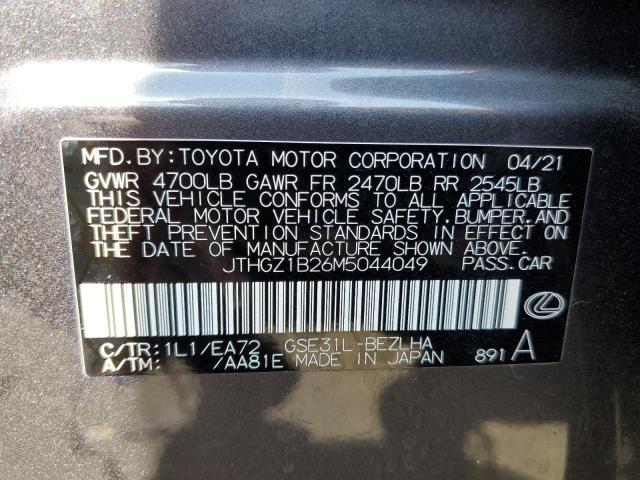 MFD.BY:TOYOTA MOTOR CORPORATION 04/21
GVWR 4700LB GAWR FR 2470LB RR 2545LB
THIS VEHICLE CONFORMS TO ALL APPLICABLE
FEDERAL MOTOR VEHICLE SAFETY,BUMPER,AND
THEFT PREVENTION STANDARDS IN EFFECT ON
THE DATE OF MANUFACTURE SHOWN ABOVE.
JTHGZ1B26M5044049 PASS.CAR
C/TR:1L1/EA72 GSE31L-BEZLHA
A/TM: /AA81E MADE IN JAPAN 891A